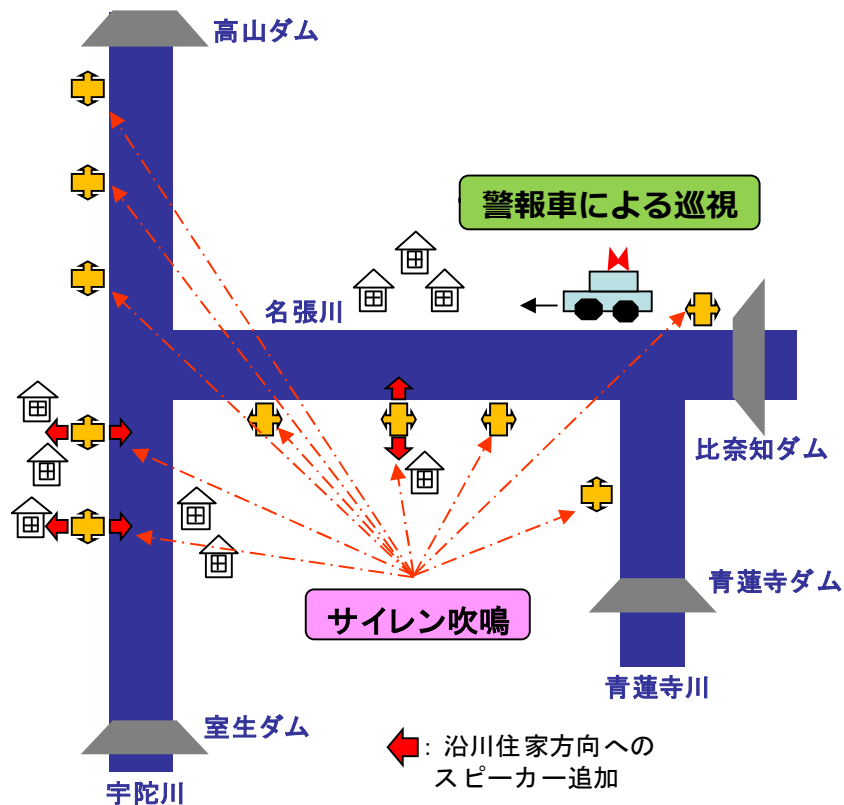 高山ダム
警報車による巡視
名張川
比奈知ダム
青蓮寺ダム
サイレン吹鳴
青蓮寺川
室生ダム
: 沿川住家方向への
スピーカー追加
宇陀川